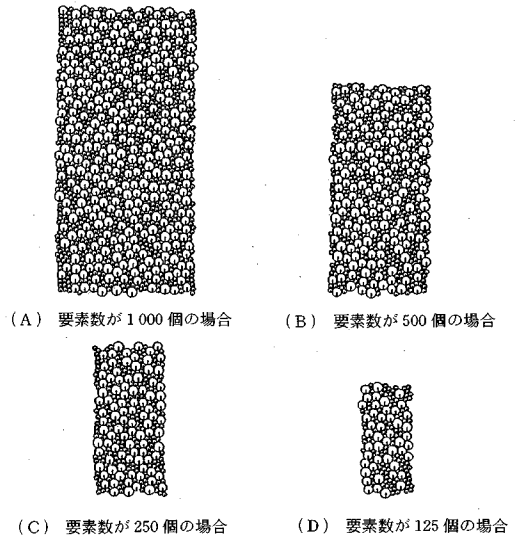 (A) 要素数が1000個の場合
(B) 要素数が500個の場合
(C) 要素数が250個の場合
(D) 要素数が125個の場合